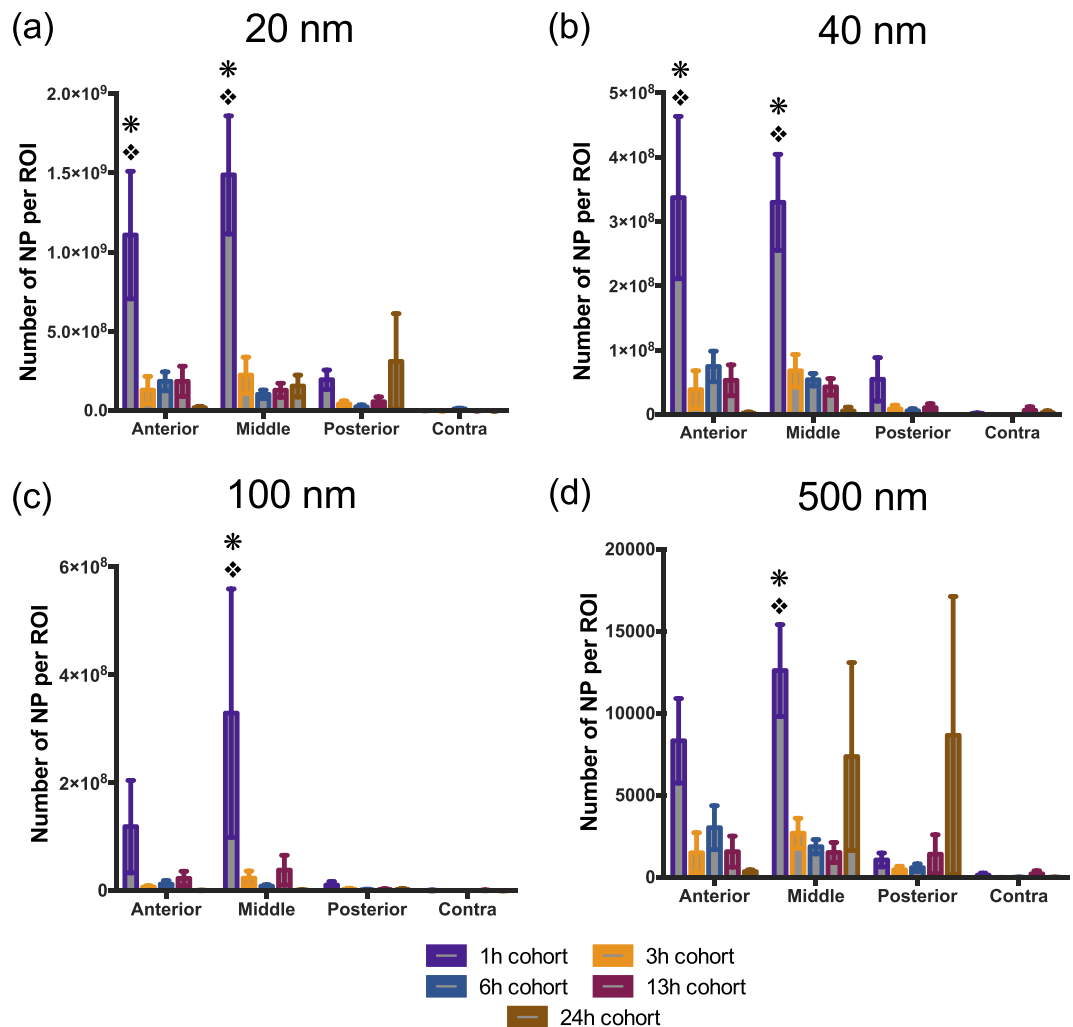 (a) 20 nm
Number of NP per ROI
2.0×10⁹
1.5×10⁹
1.0×10⁹
5.0×10⁸
0.0
Anterior Middle Posterior Contra
(b) 40 nm
Number of NP per ROI
5×10⁸
4×10⁸
3×10⁸
2×10⁸
1×10⁸
0
Anterior Middle Posterior Contra
(c) 100 nm
Number of NP per ROI
6×10⁸
4×10⁸
2×10⁸
0
Anterior Middle Posterior Contra
(d) 500 nm
Number of NP per ROI
20000
15000
10000
5000
0
Anterior Middle Posterior Contra
1h cohort 3h cohort
6h cohort 13h cohort
24h cohort